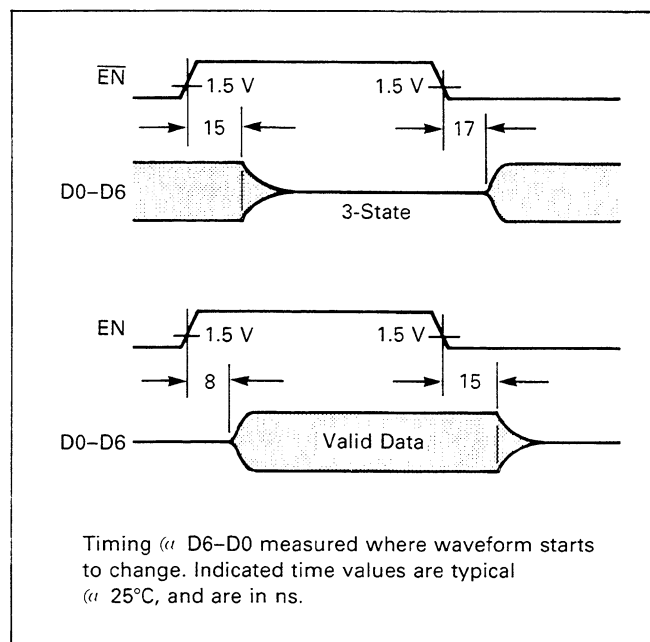 E̅N̅
1.5 V 1.5 V
15 17
D0–D6
3-State
EN
1.5 V 1.5 V
8 15
D0–D6 Valid Data
Timing @ D6–D0 measured where waveform starts
to change. Indicated time values are typical
@ 25°C, and are in ns.